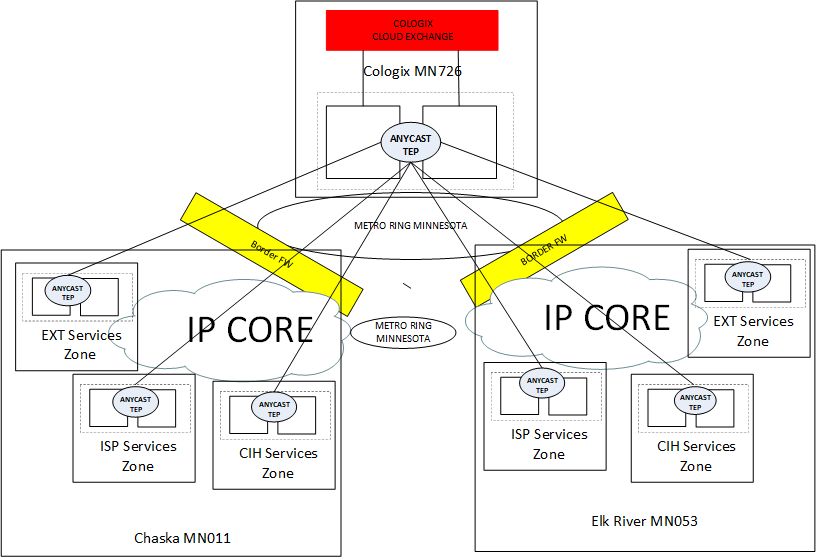 COLOGIX
CLOUD EXCHANGE
Cologix MN726
ANYCAST
TEP
METRO RING MINNESOTA
Border FW
BORDER FW
ANYCAST
TEP
EXT Services
Zone
IP CORE
METRO RING
MINNESOTA
IP CORE
ANYCAST
TEP
EXT Services
Zone
ANYCAST
TEP
ISP Services
Zone
ANYCAST
TEP
CIH Services
Zone
ANYCAST
TEP
ISP Services
Zone
ANYCAST
TEP
CIH Services
Zone
Chaska MN011
Elk River MN053